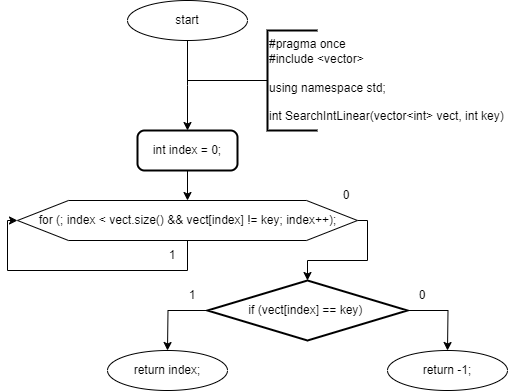 start
#pragma once
#include <vector>
using namespace std;
int SearchIntLinear(vector<int> vect, int key)
int index = 0;
0
for (; index < vect.size() && vect[index] != key; index++);
1
1
0
if (vect[index] == key)
return index;
return -1;